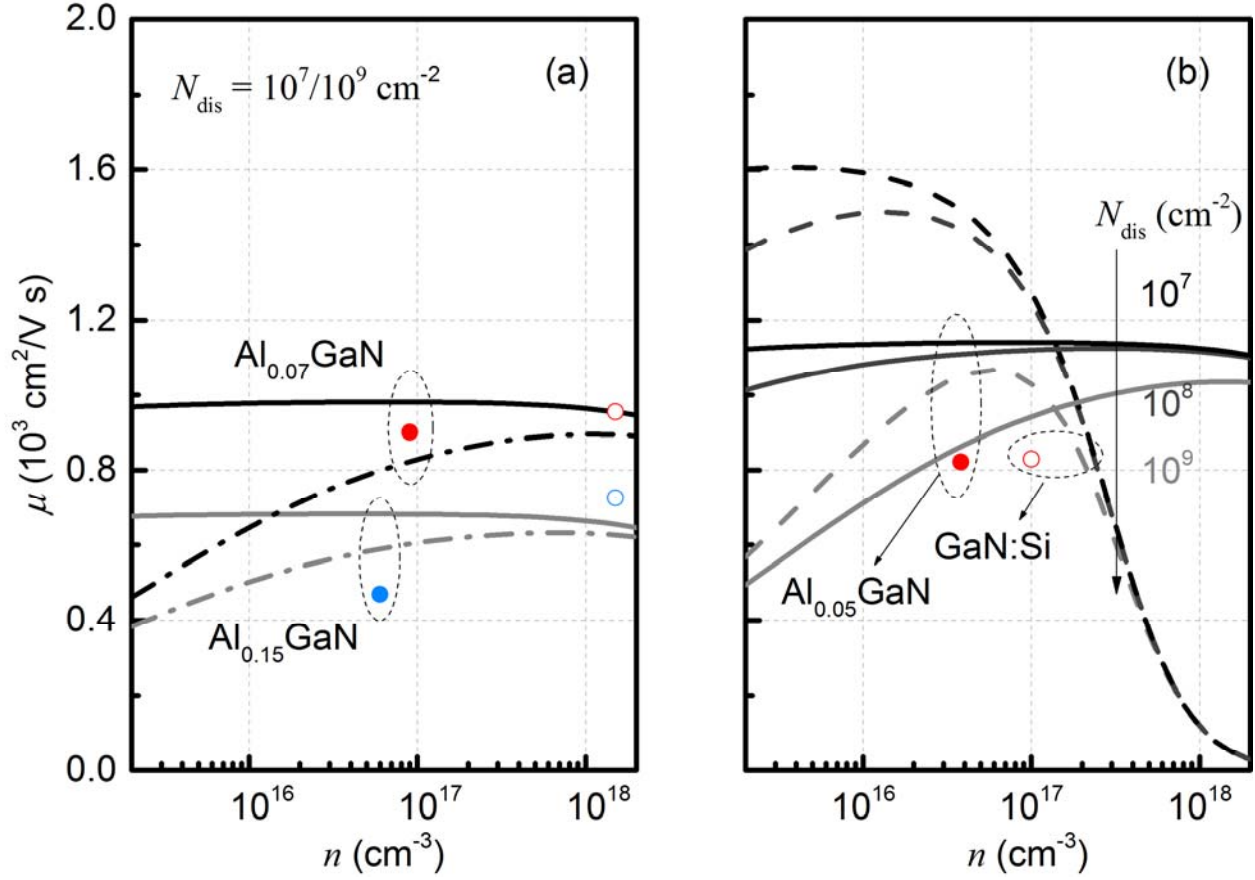 (a)
N_dis = 10^7/10^9 cm^-2
Al_0.07GaN
Al_0.15GaN
μ (10^3 cm^2/V s)
2.0
1.6
1.2
0.8
0.4
0.0
10^16
10^17
10^18
n (cm^-3)
(b)
N_dis (cm^-2)
10^7
10^8
10^9
GaN:Si
Al_0.05GaN
10^16
10^17
10^18
n (cm^-3)